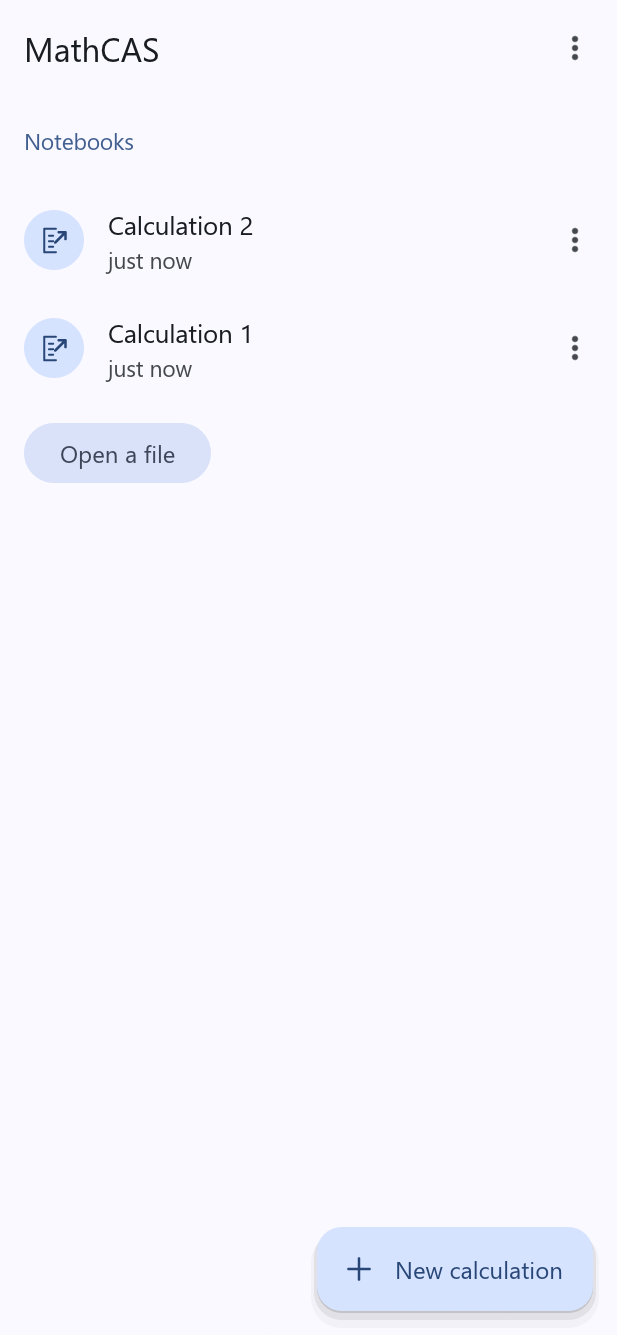 MathCAS
Notebooks
Calculation 2
just now
Calculation 1
just now
Open a file
New calculation